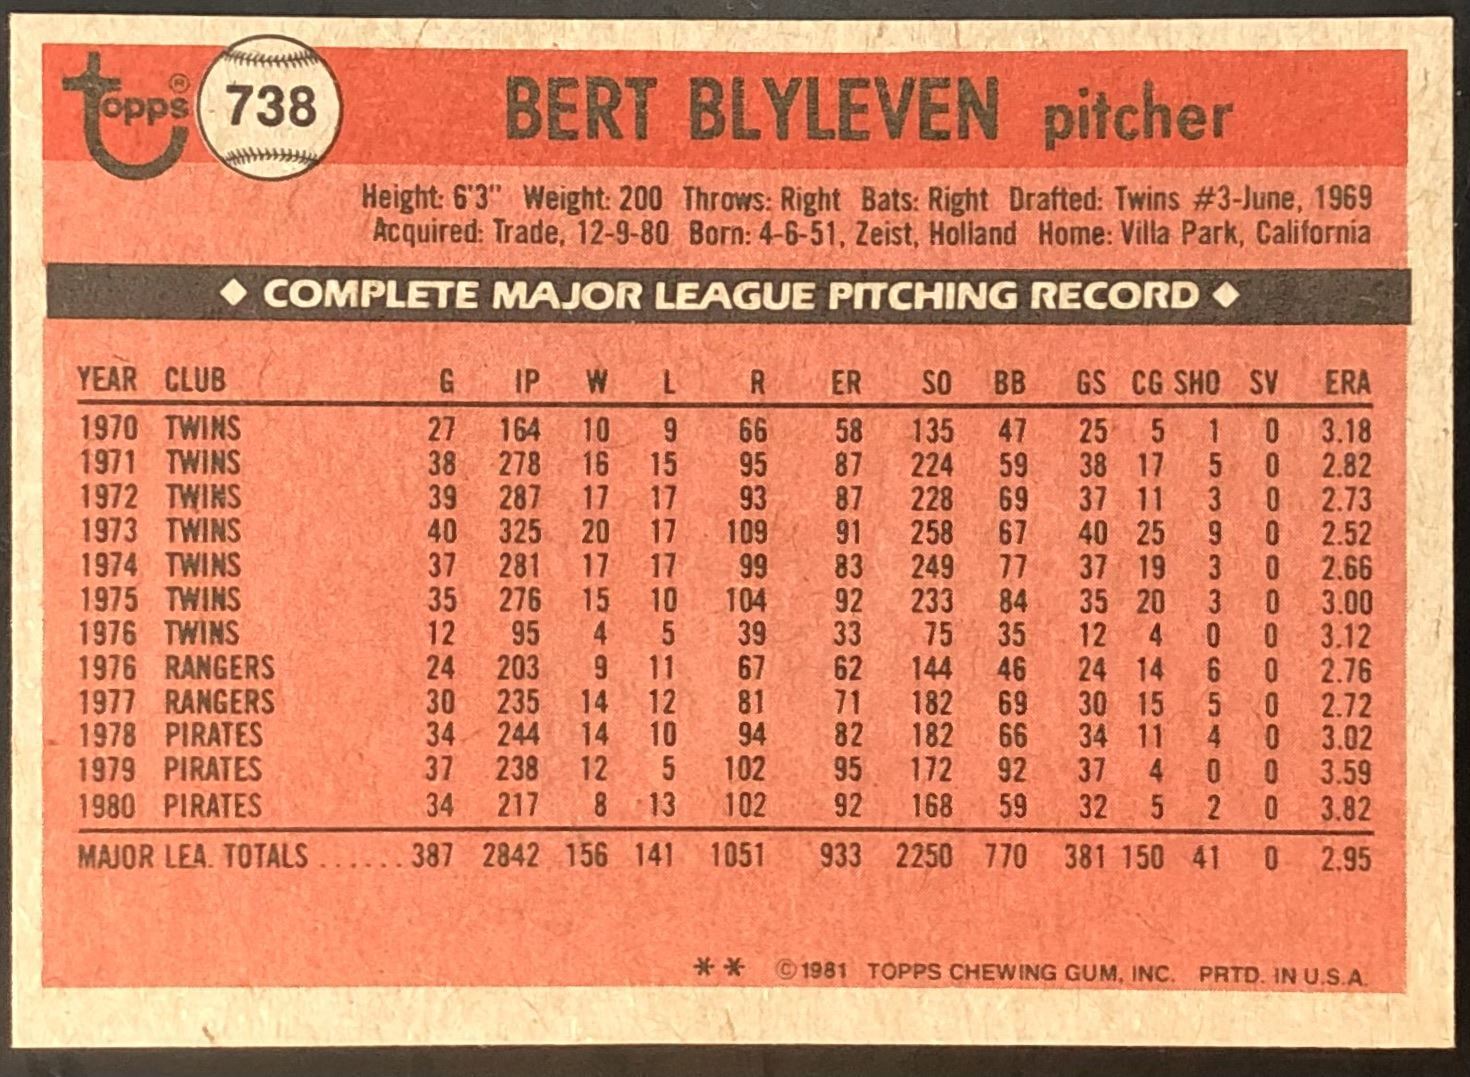 Topps® 738 BERT BLYLEVEN pitcher
Height: 6'3" Weight: 200 Throws: Right Bats: Right Drafted: Twins #3-June, 1969
Acquired: Trade, 12-9-80 Born: 4-6-51, Zeist, Holland Home: Villa Park, California
◆ COMPLETE MAJOR LEAGUE PITCHING RECORD ◆
YEAR CLUB G IP W L R ER SO BB GS CG SHO SV ERA
1970 TWINS 27 164 10 9 66 58 135 47 25 5 1 0 3.18
1971 TWINS 38 278 16 15 95 87 224 59 38 17 5 0 2.82
1972 TWINS 39 287 17 17 93 87 228 69 37 11 3 0 2.73
1973 TWINS 40 325 20 17 109 91 258 67 40 25 9 0 2.52
1974 TWINS 37 281 17 17 99 83 249 77 37 19 3 0 2.66
1975 TWINS 35 276 15 10 104 92 233 84 35 20 3 0 3.00
1976 TWINS 12 95 4 5 39 33 75 35 12 4 0 0 3.12
1976 RANGERS 24 203 9 11 67 62 144 46 24 14 6 0 2.76
1977 RANGERS 30 235 14 12 81 71 182 69 30 15 5 0 2.72
1978 PIRATES 34 244 14 10 94 82 182 66 34 11 4 0 3.02
1979 PIRATES 37 238 12 5 102 95 172 92 37 4 0 0 3.59
1980 PIRATES 34 217 8 13 102 92 168 59 32 5 2 0 3.82
MAJOR LEA. TOTALS ...... 387 2842 156 141 1051 933 2250 770 381 150 41 0 2.95
** ©1981 TOPPS CHEWING GUM, INC. PRTD. IN U.S.A.